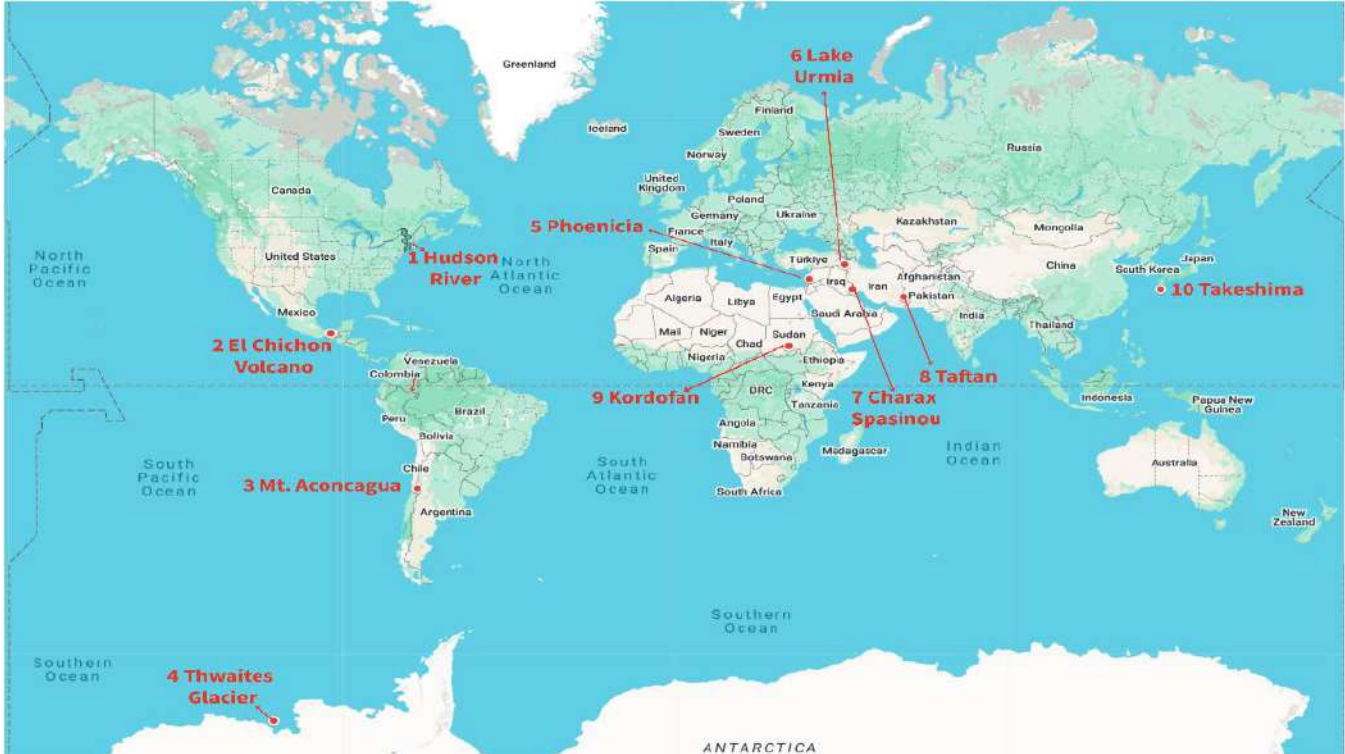 Greenland
6 Lake
Urmia
Iceland
Finland
Sweden
Norway
Russia
Canada
United
Kingdom
Poland
Germany
Ukraine
Kazakhstan
Mongolia
5 Phoenicia
France
Italy
Spain
Türkiye
North
Pacific
Ocean
United States
1 Hudson
River
North
Atlantic
Ocean
Iraq
Iran
Afghanistan
Pakistan
China
South Korea
Japan
10 Takeshima
Mexico
Algeria
Libya
Egypt
Saudi Arabia
India
Thailand
2 El Chichon
Volcano
Mali
Niger
Chad
Sudan
Nigeria
Ethiopia
Venezuela
Colombia
9 Kordofan
DRC
Kenya
Tanzania
8 Taftan
7 Charax
Spasinou
Indonesia
Papua New
Guinea
Peru
Brazil
Bolivia
Angola
Namibia
Botswana
Madagascar
Indian
Ocean
South
Pacific
Ocean
Chile
3 Mt. Aconcagua
Argentina
South
Atlantic
Ocean
South Africa
Australia
New
Zealand
Southern
Ocean
Southern
Ocean
4 Thwaites
Glacier
ANTARCTICA